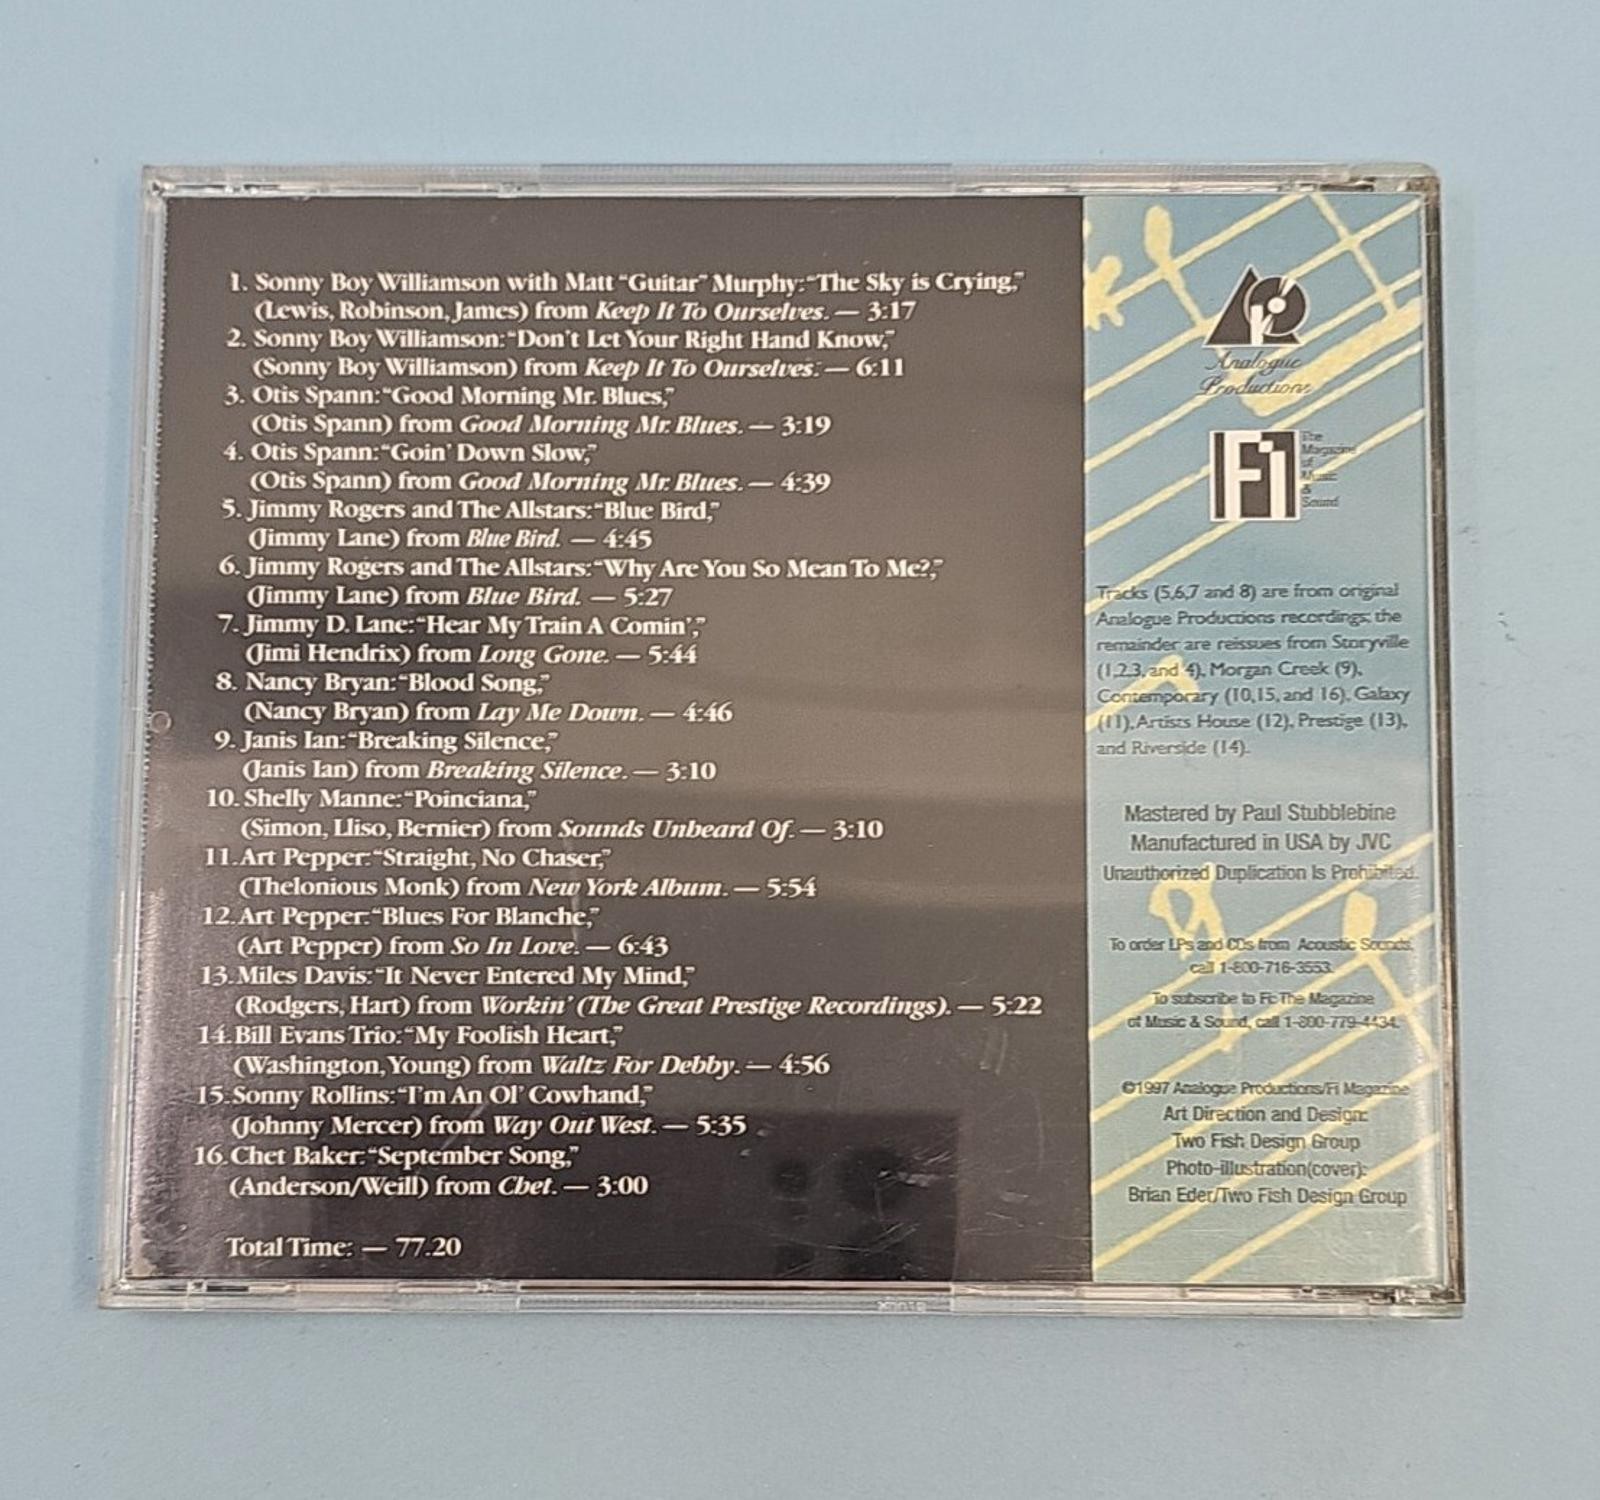 1. Sonny Boy Williamson with Matt "Guitar" Murphy: "The Sky is Crying,"
(Lewis, Robinson, James) from Keep It To Ourselves. — 3:17
2. Sonny Boy Williamson: "Don't Let Your Right Hand Know,"
(Sonny Boy Williamson) from Keep It To Ourselves. — 6:11
3. Otis Spann: "Good Morning Mr. Blues,"
(Otis Spann) from Good Morning Mr. Blues. — 3:19
4. Otis Spann: "Goin' Down Slow,"
(Otis Spann) from Good Morning Mr. Blues. — 4:39
5. Jimmy Rogers and The Allstars: "Blue Bird,"
(Jimmy Lane) from Blue Bird. — 4:45
6. Jimmy Rogers and The Allstars: "Why Are You So Mean To Me?,"
(Jimmy Lane) from Blue Bird. — 5:27
7. Jimmy D. Lane: "Hear My Train A Comin',"
(Jimi Hendrix) from Long Gone. — 5:44
8. Nancy Bryan: "Blood Song,"
(Nancy Bryan) from Lay Me Down. — 4:46
9. Janis Ian: "Breaking Silence,"
(Janis Ian) from Breaking Silence. — 3:10
10. Shelly Manne: "Poinciana,"
(Simon, Lliso, Bernier) from Sounds Unheard Of. — 3:10
11. Art Pepper: "Straight, No Chaser,"
(Thelonious Monk) from New York Album. — 5:54
12. Art Pepper: "Blues For Blanche,"
(Art Pepper) from So In Love. — 6:43
13. Miles Davis: "It Never Entered My Mind,"
(Rodgers, Hart) from Workin' (The Great Prestige Recordings). — 5:22
14. Bill Evans Trio: "My Foolish Heart,"
(Washington, Young) from Waltz For Debby. — 4:56
15. Sonny Rollins: "I'm An Ol' Cowhand,"
(Johnny Mercer) from Way Out West. — 5:35
16. Chet Baker: "September Song,"
(Anderson/Weill) from Chet. — 3:00
Total Time: — 77.20
AP
Analogue
Productions
Fi
The
Magazine
of
Music
&
Sound
Tracks (5,6,7 and 8) are from original
Analogue Productions recordings; the
remainder are reissues from Storyville
(1,2,3, and 4), Morgan Creek (9),
Contemporary (10,15, and 16), Galaxy
(11), Artists House (12), Prestige (13),
and Riverside (14).
Mastered by Paul Stubblebine
Manufactured in USA by JVC
Unauthorized Duplication Is Prohibited.
To order LPs and CDs from Acoustic Sounds,
call 1-800-716-3553.
To subscribe to Fi: The Magazine
of Music & Sound, call 1-800-779-4434.
©1997 Analogue Productions/Fi Magazine
Art Direction and Design:
Two Fish Design Group
Photo-illustration(cover):
Brian Eder/Two Fish Design Group